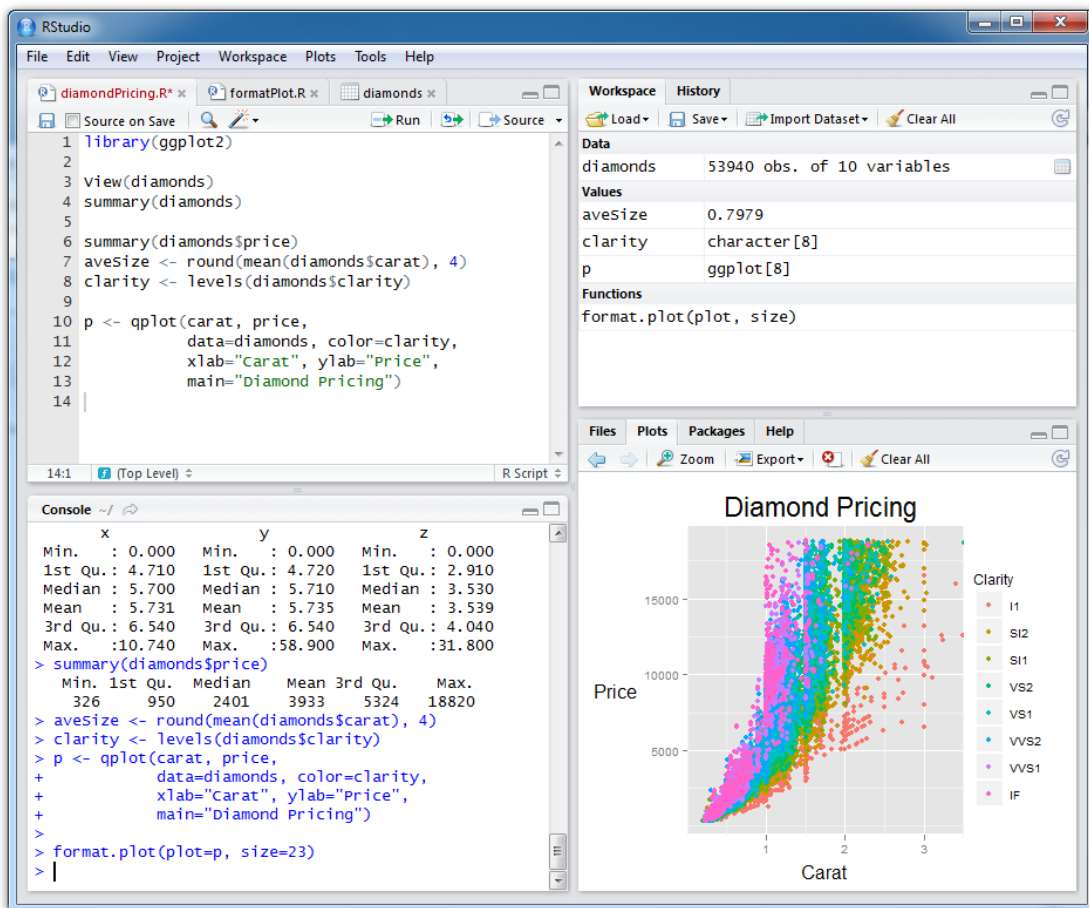 RStudio
File Edit View Project Workspace Plots Tools Help
diamondPricing.R* formatPlot.R diamonds
Source on Save Run Source
1 library(ggplot2)
2
3 View(diamonds)
4 summary(diamonds)
5
6 summary(diamonds$price)
7 aveSize <- round(mean(diamonds$carat), 4)
8 clarity <- levels(diamonds$clarity)
9
10 p <- qplot(carat, price,
11 data=diamonds, color=clarity,
12 xlab="Carat", ylab="Price",
13 main="Diamond Pricing")
14
14:1 (Top Level) R Script
Console ~/
x y z
Min. : 0.000 Min. : 0.000 Min. : 0.000
1st Qu.: 4.710 1st Qu.: 4.720 1st Qu.: 2.910
Median : 5.700 Median : 5.710 Median : 3.530
Mean : 5.731 Mean : 5.735 Mean : 3.539
3rd Qu.: 6.540 3rd Qu.: 6.540 3rd Qu.: 4.040
Max. :10.740 Max. :58.900 Max. :31.800
> summary(diamonds$price)
Min. 1st Qu. Median Mean 3rd Qu. Max.
326 950 2401 3933 5324 18820
> aveSize <- round(mean(diamonds$carat), 4)
> clarity <- levels(diamonds$clarity)
> p <- qplot(carat, price,
+ data=diamonds, color=clarity,
+ xlab="Carat", ylab="Price",
+ main="Diamond Pricing")
>
> format.plot(plot=p, size=23)
>
Workspace History
Load Save Import Dataset Clear All
Data
diamonds 53940 obs. of 10 variables
Values
aveSize 0.7979
clarity character[8]
p ggplot[8]
Functions
format.plot(plot, size)
Files Plots Packages Help
Zoom Export Clear All
Diamond Pricing
Price
15000
10000
5000
1 2 3
Carat
Clarity
I1
SI2
SI1
VS2
VS1
VVS2
VVS1
IF